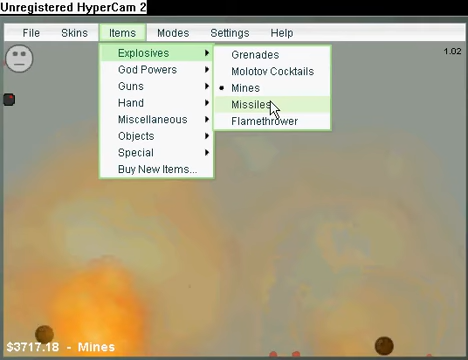 Unregistered HyperCam 2
File Skins Items Modes Settings Help
1.02
Explosives
God Powers
Guns
Hand
Miscellaneous
Objects
Special
Buy New Items...
Grenades
Molotov Cocktails
Mines
Missiles
Flamethrower
$3717.18 - Mines